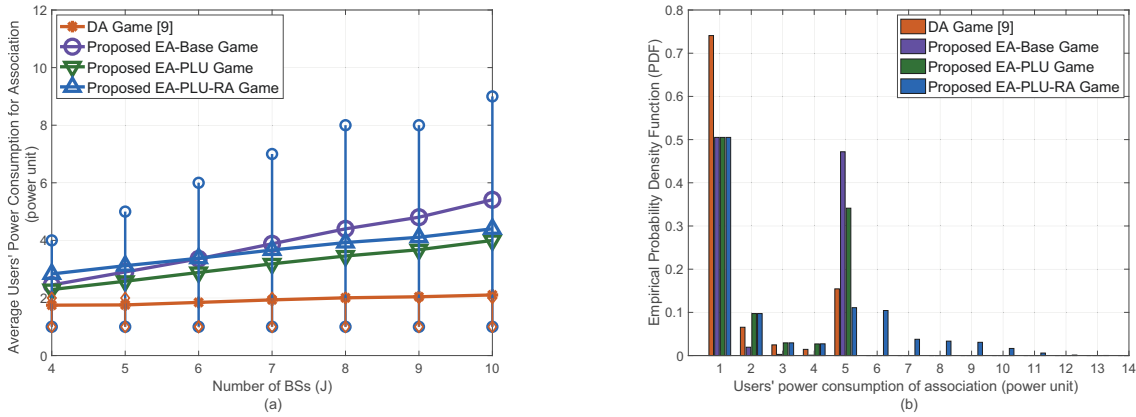 Average Users' Power Consumption for Association
(power unit)
12
10
8
6
4
2
0
DA Game [9]
Proposed EA-Base Game
Proposed EA-PLU Game
Proposed EA-PLU-RA Game
4 5 6 7 8 9 10
Number of BSs (J)
(a)
Empirical Probability Density Function (PDF)
0.8
0.7
0.6
0.5
0.4
0.3
0.2
0.1
0
DA Game [9]
Proposed EA-Base Game
Proposed EA-PLU Game
Proposed EA-PLU-RA Game
1 2 3 4 5 6 7 8 9 10 11 12 13 14
Users' power consumption of association (power unit)
(b)